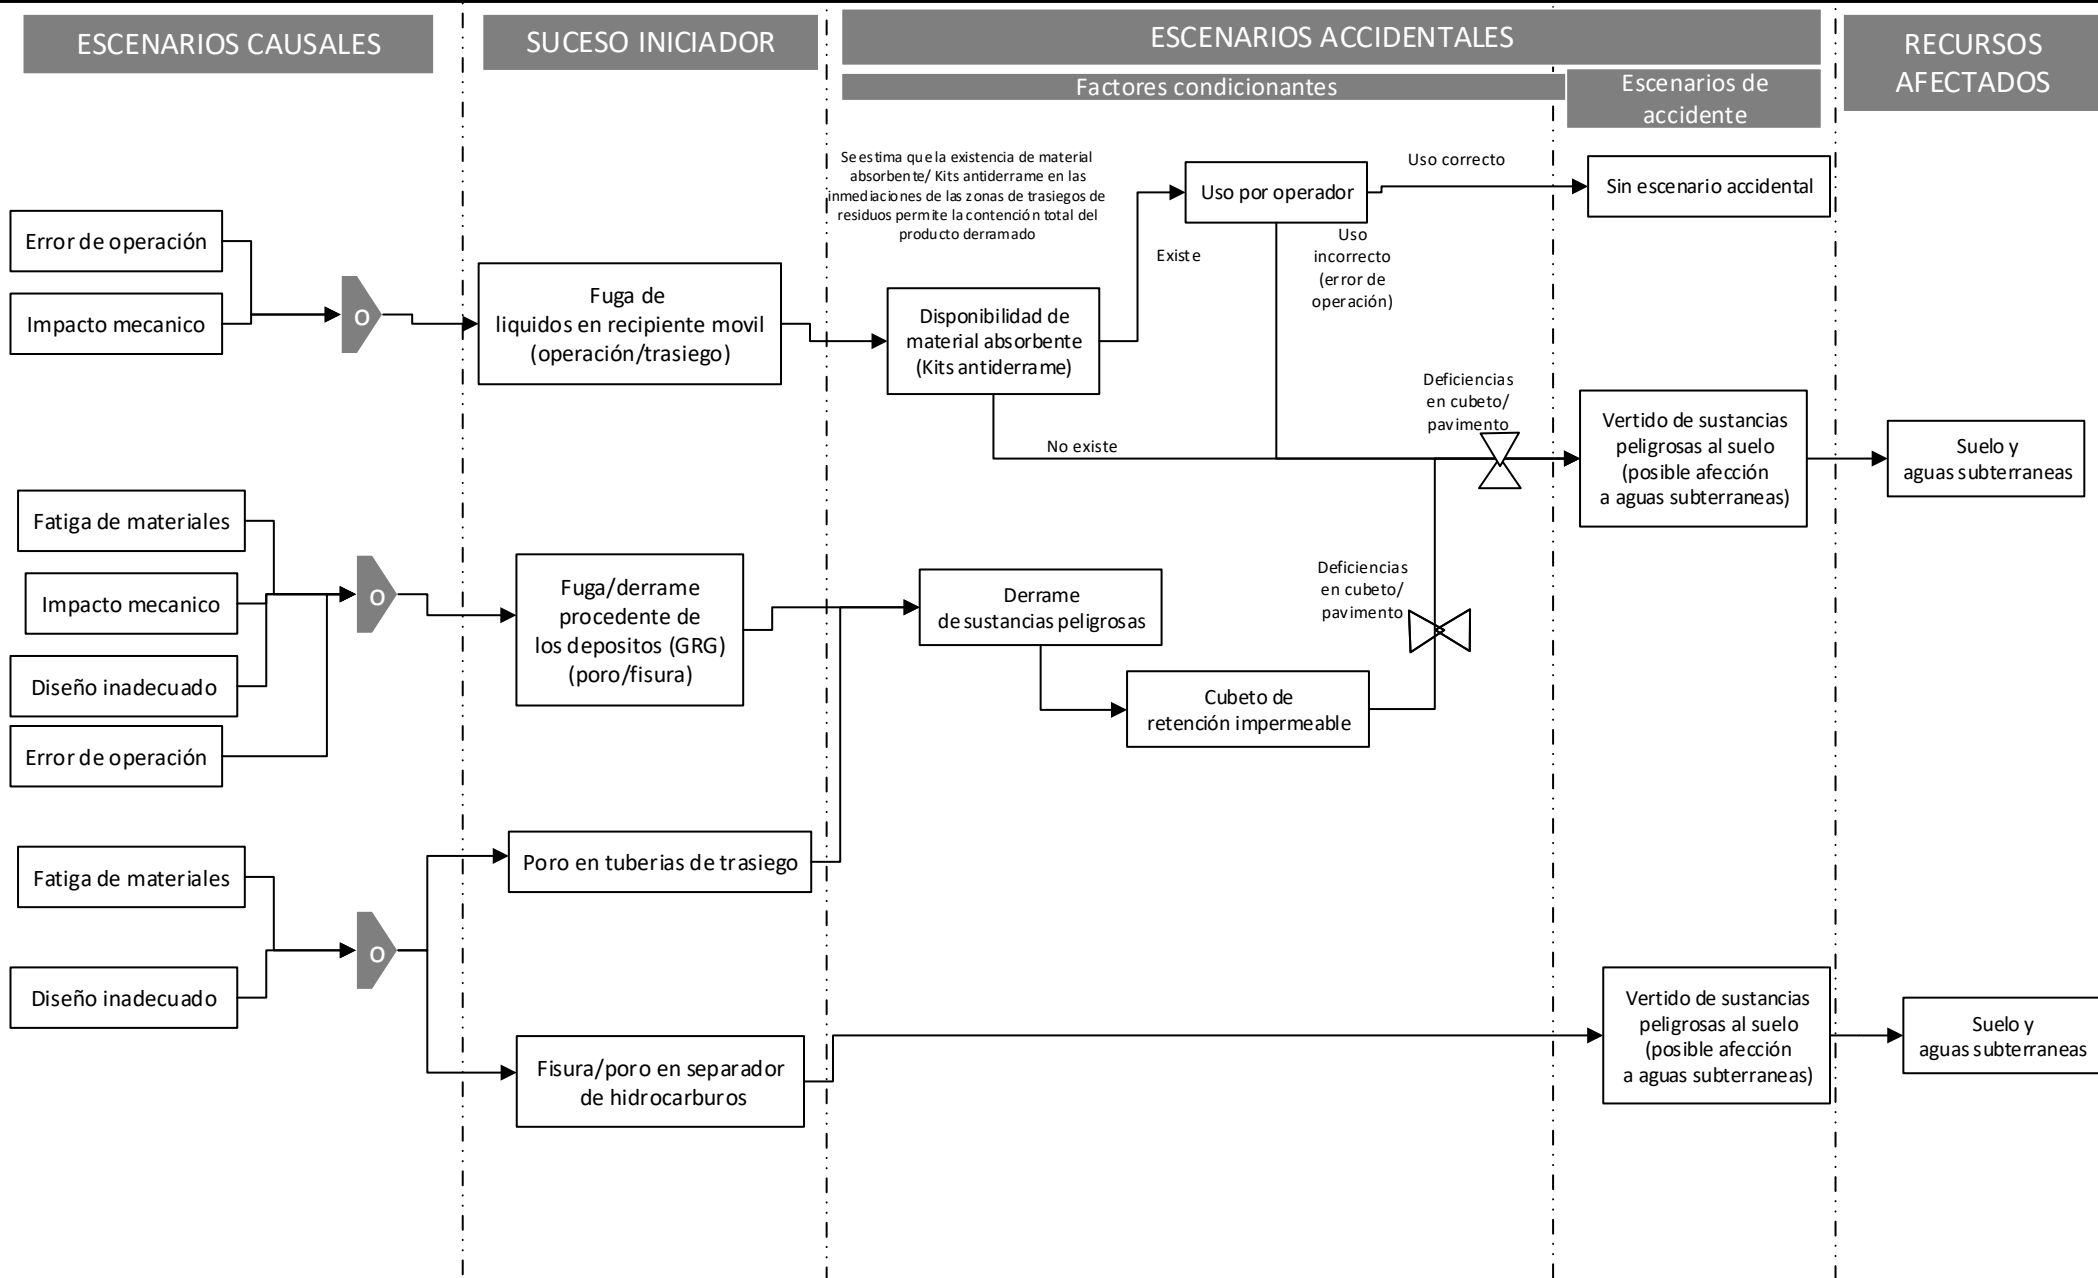 ESCENARIOS CAUSALES
SUCESO INICIADOR
ESCENARIOS ACCIDENTALES
RECURSOS
AFECTADOS
Factores condicionantes
Escenarios de
accidente
Se estima que la existencia de material
absorbente/ Kits antiderrame en las
inmediaciones de las zonas de trasiegos de
residuos permite la contención total del
producto derramado
Uso por operador
Uso correcto
Sin escenario accidental
Error de operación
Impacto mecanico
O
Fuga de
liquidos en recipiente movil
(operación/trasiego)
Disponibilidad de
material absorbente
(Kits antiderrame)
Existe
Uso
incorrecto
(error de
operación)
No existe
Deficiencias
en cubeto/
pavimento
Vertido de sustancias
peligrosas al suelo
(posible afección
a aguas subterraneas)
Suelo y
aguas subterraneas
Fatiga de materiales
Impacto mecanico
Diseño inadecuado
Error de operación
O
Fuga/derrame
procedente de
los depositos (GRG)
(poro/fisura)
Derrame
de sustancias peligrosas
Deficiencias
en cubeto/
pavimento
Cubeto de
retención impermeable
Fatiga de materiales
Diseño inadecuado
O
Poro en tuberias de trasiego
Fisura/poro en separador
de hidrocarburos
Vertido de sustancias
peligrosas al suelo
(posible afección
a aguas subterraneas)
Suelo y
aguas subterraneas